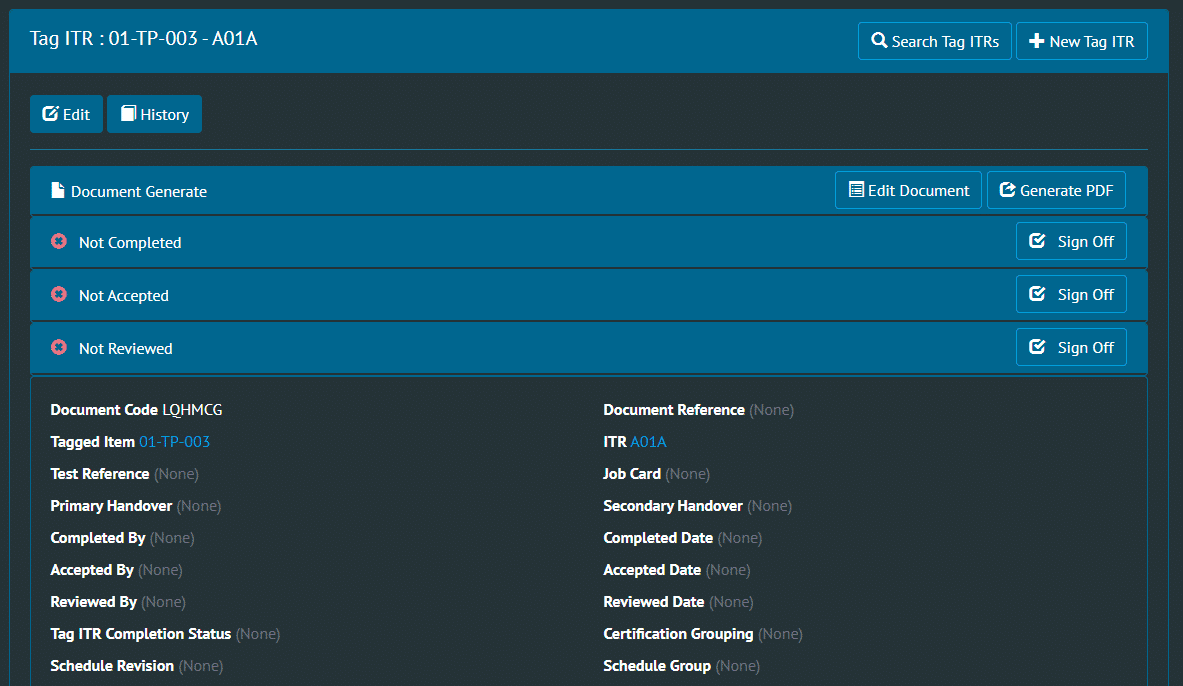 Tag ITR : 01-TP-003 - A01A
Search Tag ITRs
New Tag ITR
Edit
History
Document Generate
Edit Document
Generate PDF
Not Completed
Sign Off
Not Accepted
Sign Off
Not Reviewed
Sign Off
Document Code LQHMCG
Document Reference (None)
Tagged Item 01-TP-003
ITR A01A
Test Reference (None)
Job Card (None)
Primary Handover (None)
Secondary Handover (None)
Completed By (None)
Completed Date (None)
Accepted By (None)
Accepted Date (None)
Reviewed By (None)
Reviewed Date (None)
Tag ITR Completion Status (None)
Certification Grouping (None)
Schedule Revision (None)
Schedule Group (None)